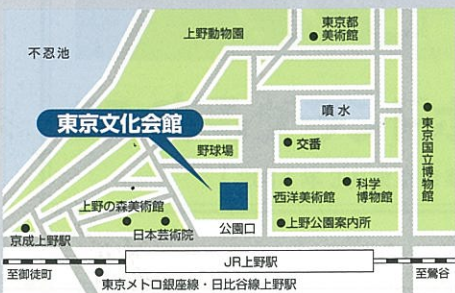 不忍池
上野動物園
東京都
美術館
噴水
東京国立博物館
東京文化会館
野球場
交番
西洋美術館
科学
博物館
上野の森美術館
日本芸術院
公園口
上野公園案内所
京成上野駅
JR上野駅
至御徒町
至鶯谷
東京メトロ銀座線・日比谷線上野駅